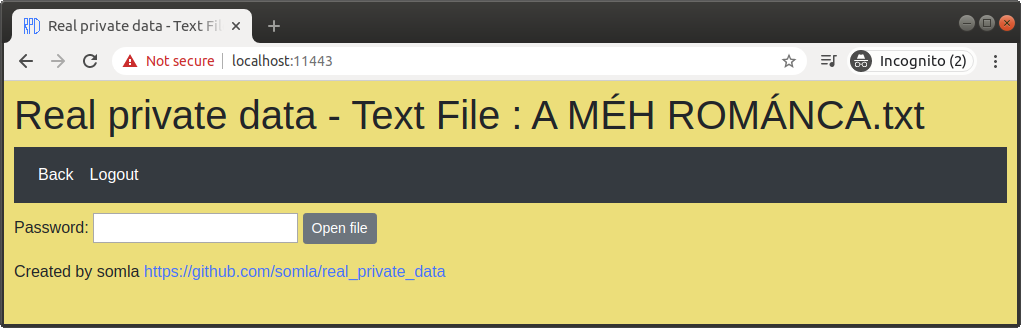 RPD Real private data - Text Fil
Not secure localhost:11443 Incognito (2)
Real private data - Text File : A MÉH ROMÁNCA.txt
Back Logout
Password: Open file
Created by somla https://github.com/somla/real_private_data